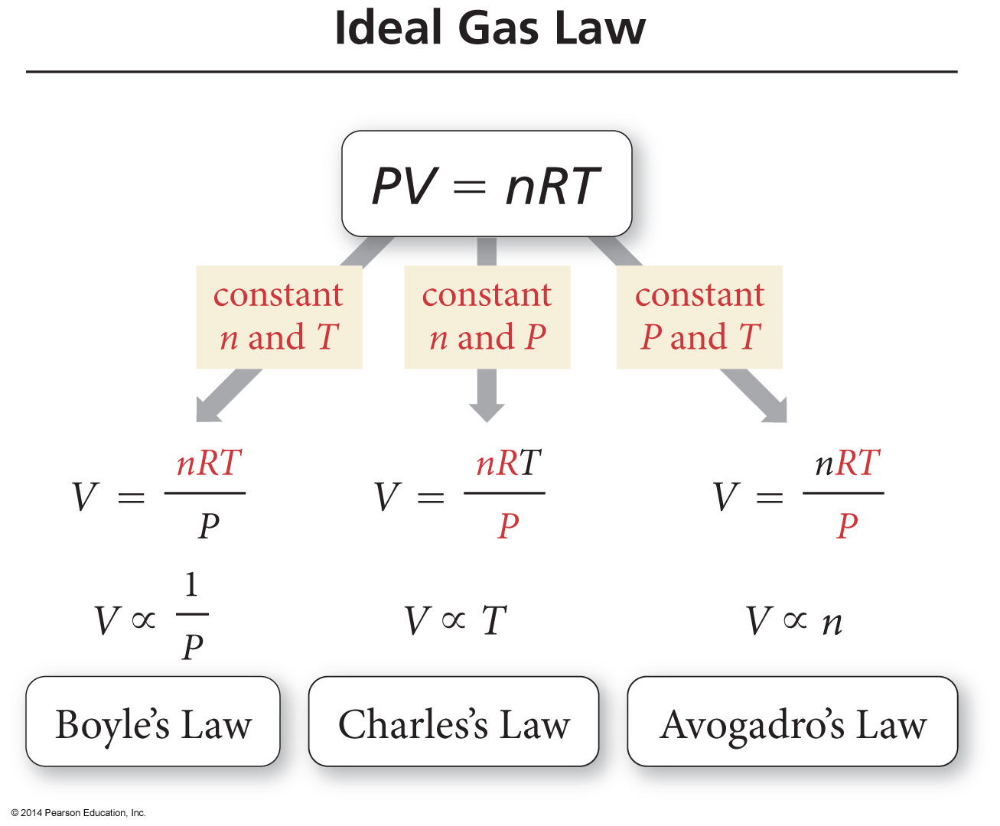 Ideal Gas Law
PV = nRT
constant
n and T
constant
n and P
constant
P and T
V = nRT / P
V = nRT / P
V = nRT / P
V ∝ 1 / P
V ∝ T
V ∝ n
Boyle’s Law
Charles’s Law
Avogadro’s Law
© 2014 Pearson Education, Inc.